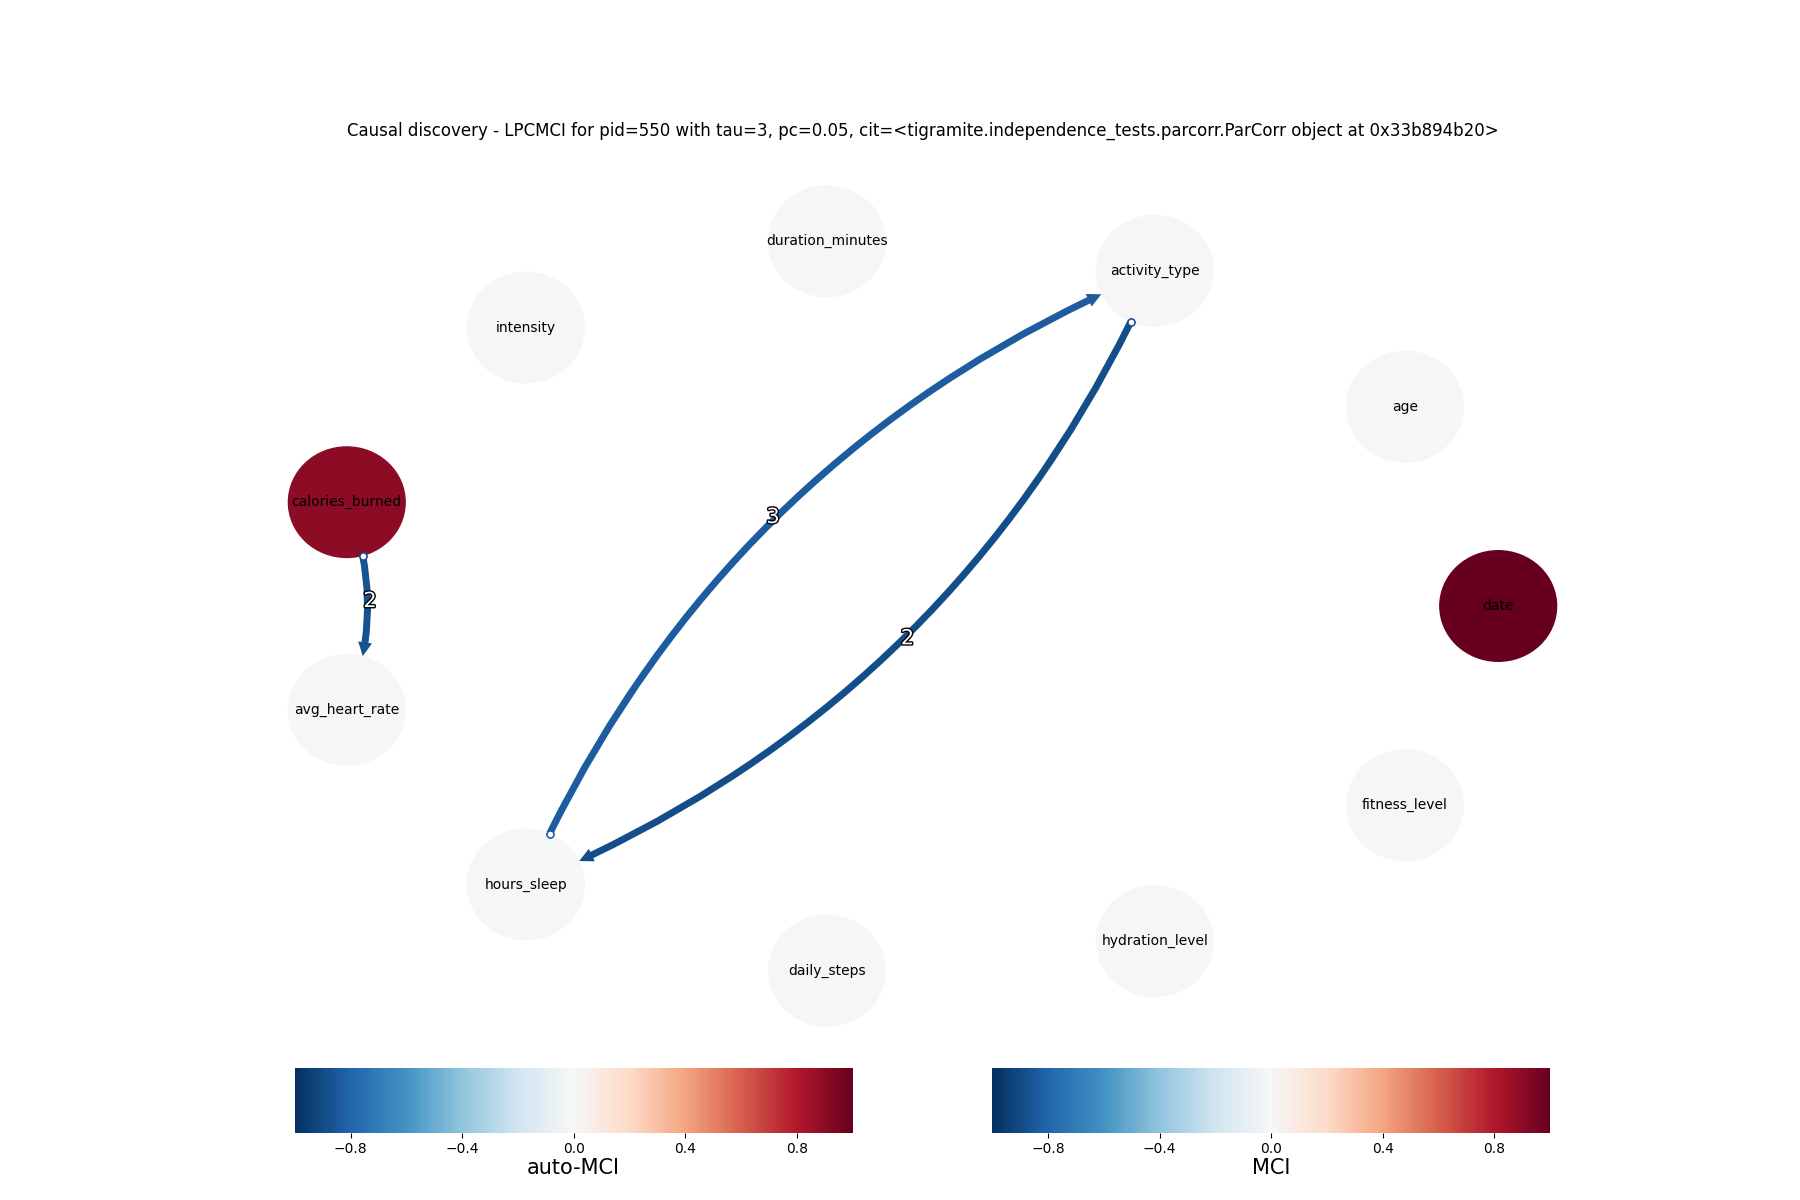 Causal discovery - LPCMCI for pid=550 with tau=3, pc=0.05, cit=<tigramite.independence_tests.parcorr.ParCorr object at 0x33b894b20>
duration_minutes
activity_type
intensity
age
calories_burned
3
2
date
2
avg_heart_rate
fitness_level
hours_sleep
hydration_level
daily_steps
−0.8 −0.4 0.0 0.4 0.8
auto-MCI
−0.8 −0.4 0.0 0.4 0.8
MCI